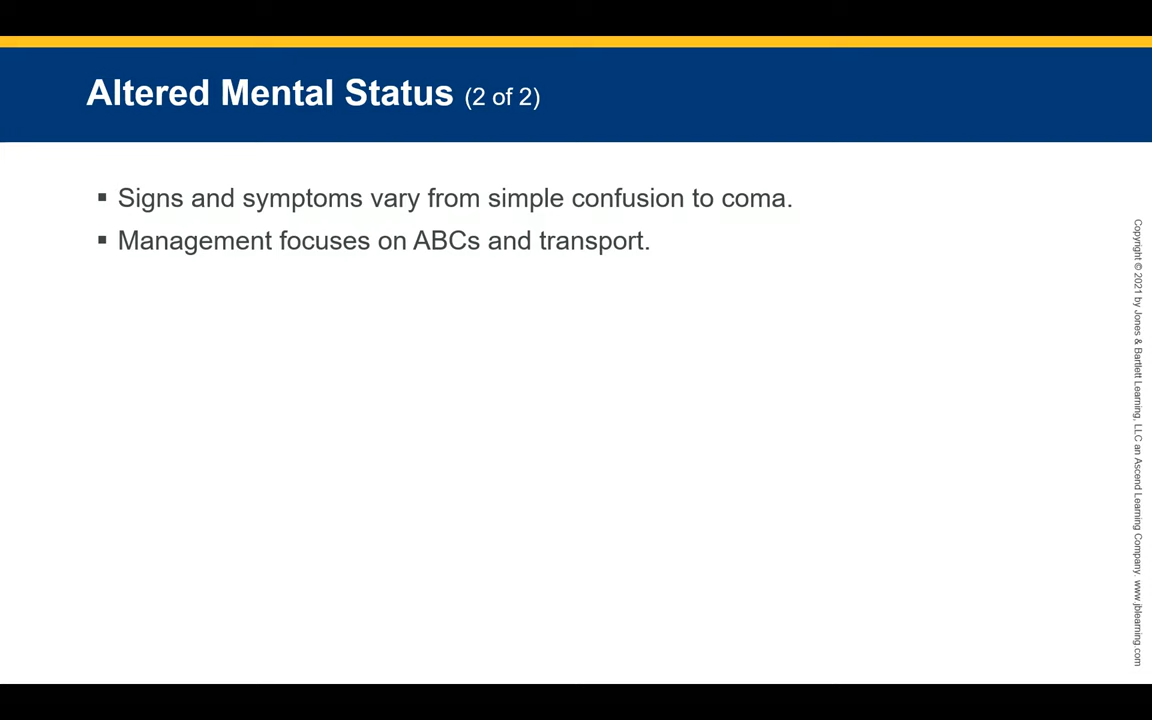 Altered Mental Status (2 of 2)
▪ Signs and symptoms vary from simple confusion to coma.
▪ Management focuses on ABCs and transport.
Copyright © 2021 by Jones & Bartlett Learning, LLC an Ascend Learning Company. www.jblearning.com